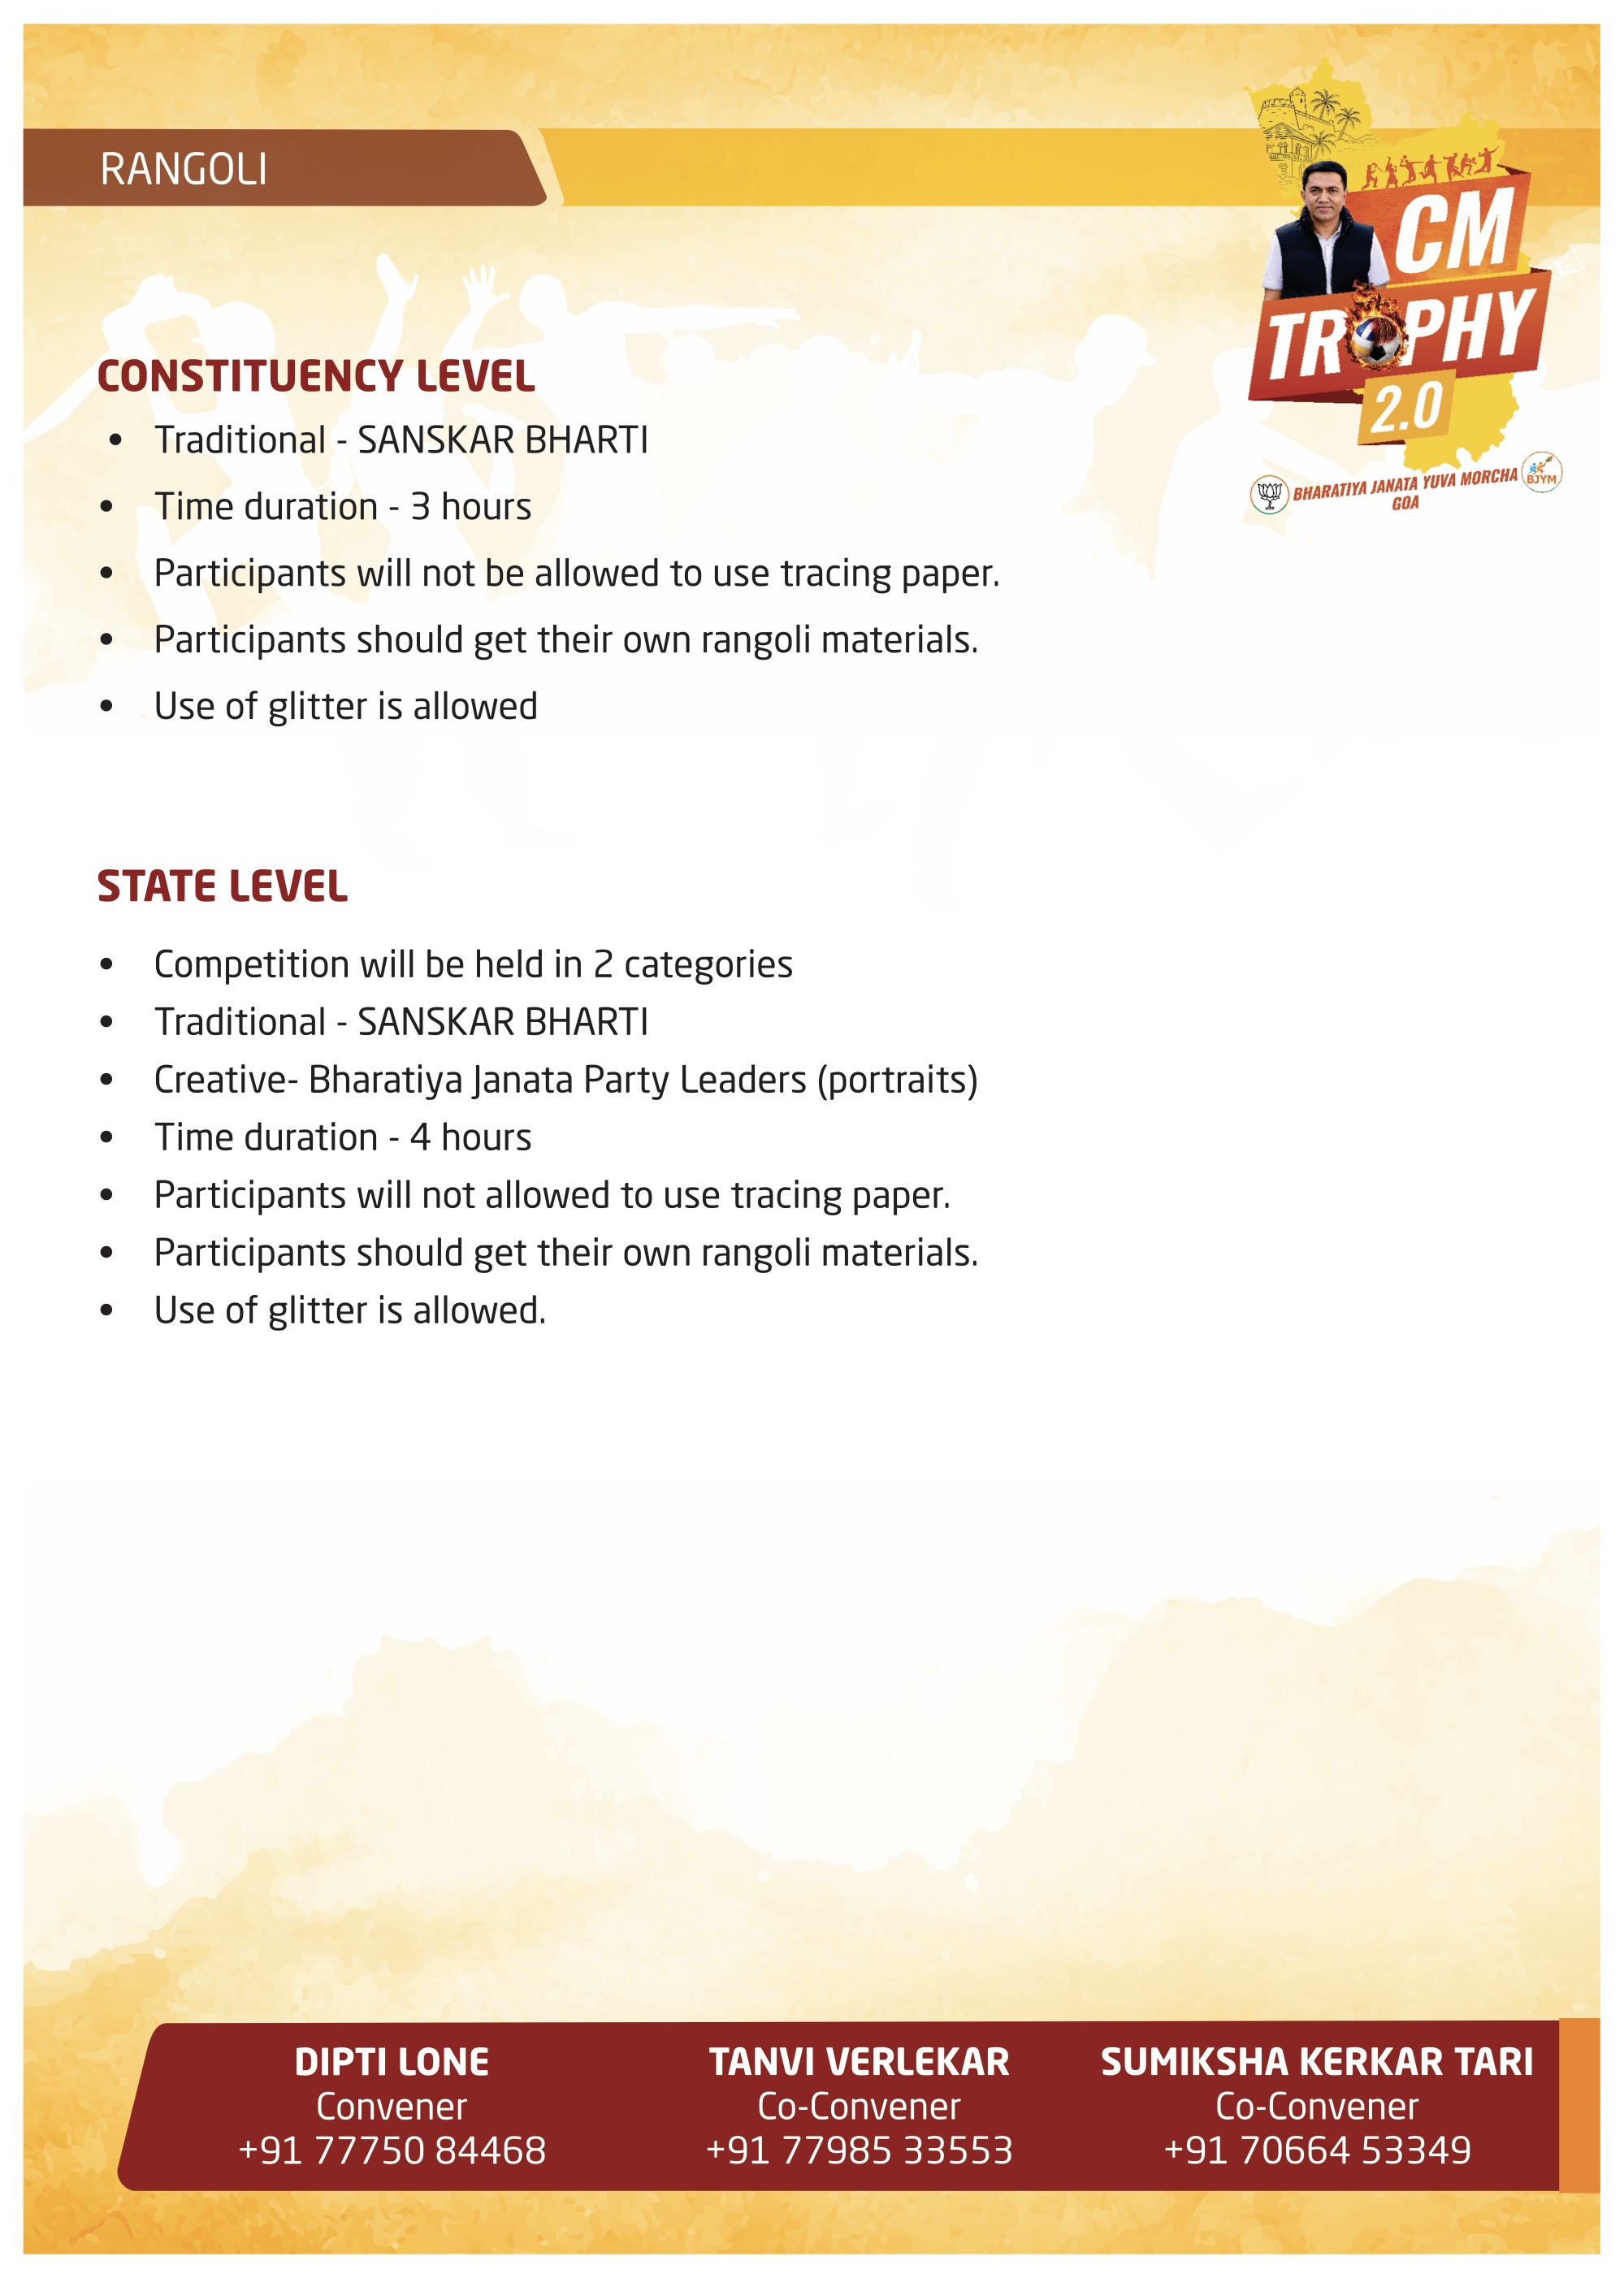 RANGOLI
CM
TROPHY
2.0
BHARATIYA JANATA YUVA MORCHA
GOA
BJYM
CONSTITUENCY LEVEL
• Traditional - SANSKAR BHARTI
• Time duration - 3 hours
• Participants will not be allowed to use tracing paper.
• Participants should get their own rangoli materials.
• Use of glitter is allowed
STATE LEVEL
• Competition will be held in 2 categories
• Traditional - SANSKAR BHARTI
• Creative- Bharatiya Janata Party Leaders (portraits)
• Time duration - 4 hours
• Participants will not allowed to use tracing paper.
• Participants should get their own rangoli materials.
• Use of glitter is allowed.
DIPTI LONE
Convener
+91 77750 84468
TANVI VERLEKAR
Co-Convener
+91 77985 33553
SUMIKSHA KERKAR TARI
Co-Convener
+91 70664 53349